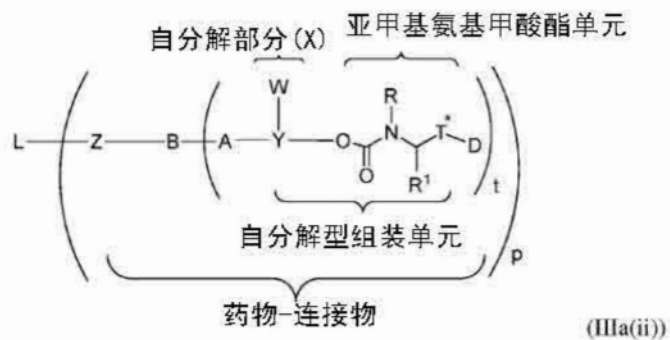 自分解部分(X)
亚甲基氨基甲酸酯单元
W
R
L
Z
B
A
Y
O
N
T*
D
O
R¹
t
自分解型组装单元
p
药物-连接物
(IIIa(ii))